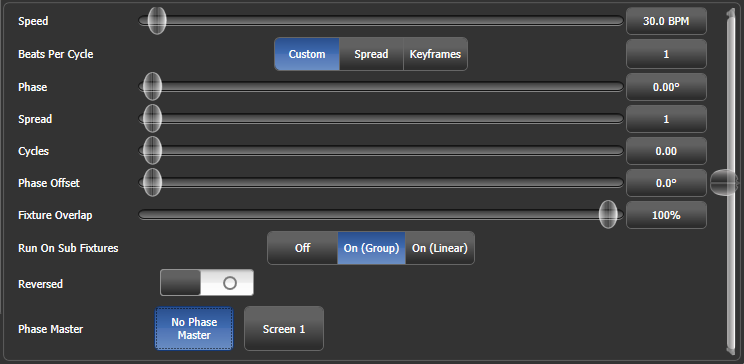 Speed 30.0 BPM
Beats Per Cycle Custom Spread Keyframes 1
Phase 0.00°
Spread 1
Cycles 0.00
Phase Offset 0.0°
Fixture Overlap 100%
Run On Sub Fixtures Off On (Group) On (Linear)
Reversed
Phase Master No Phase Master Screen 1